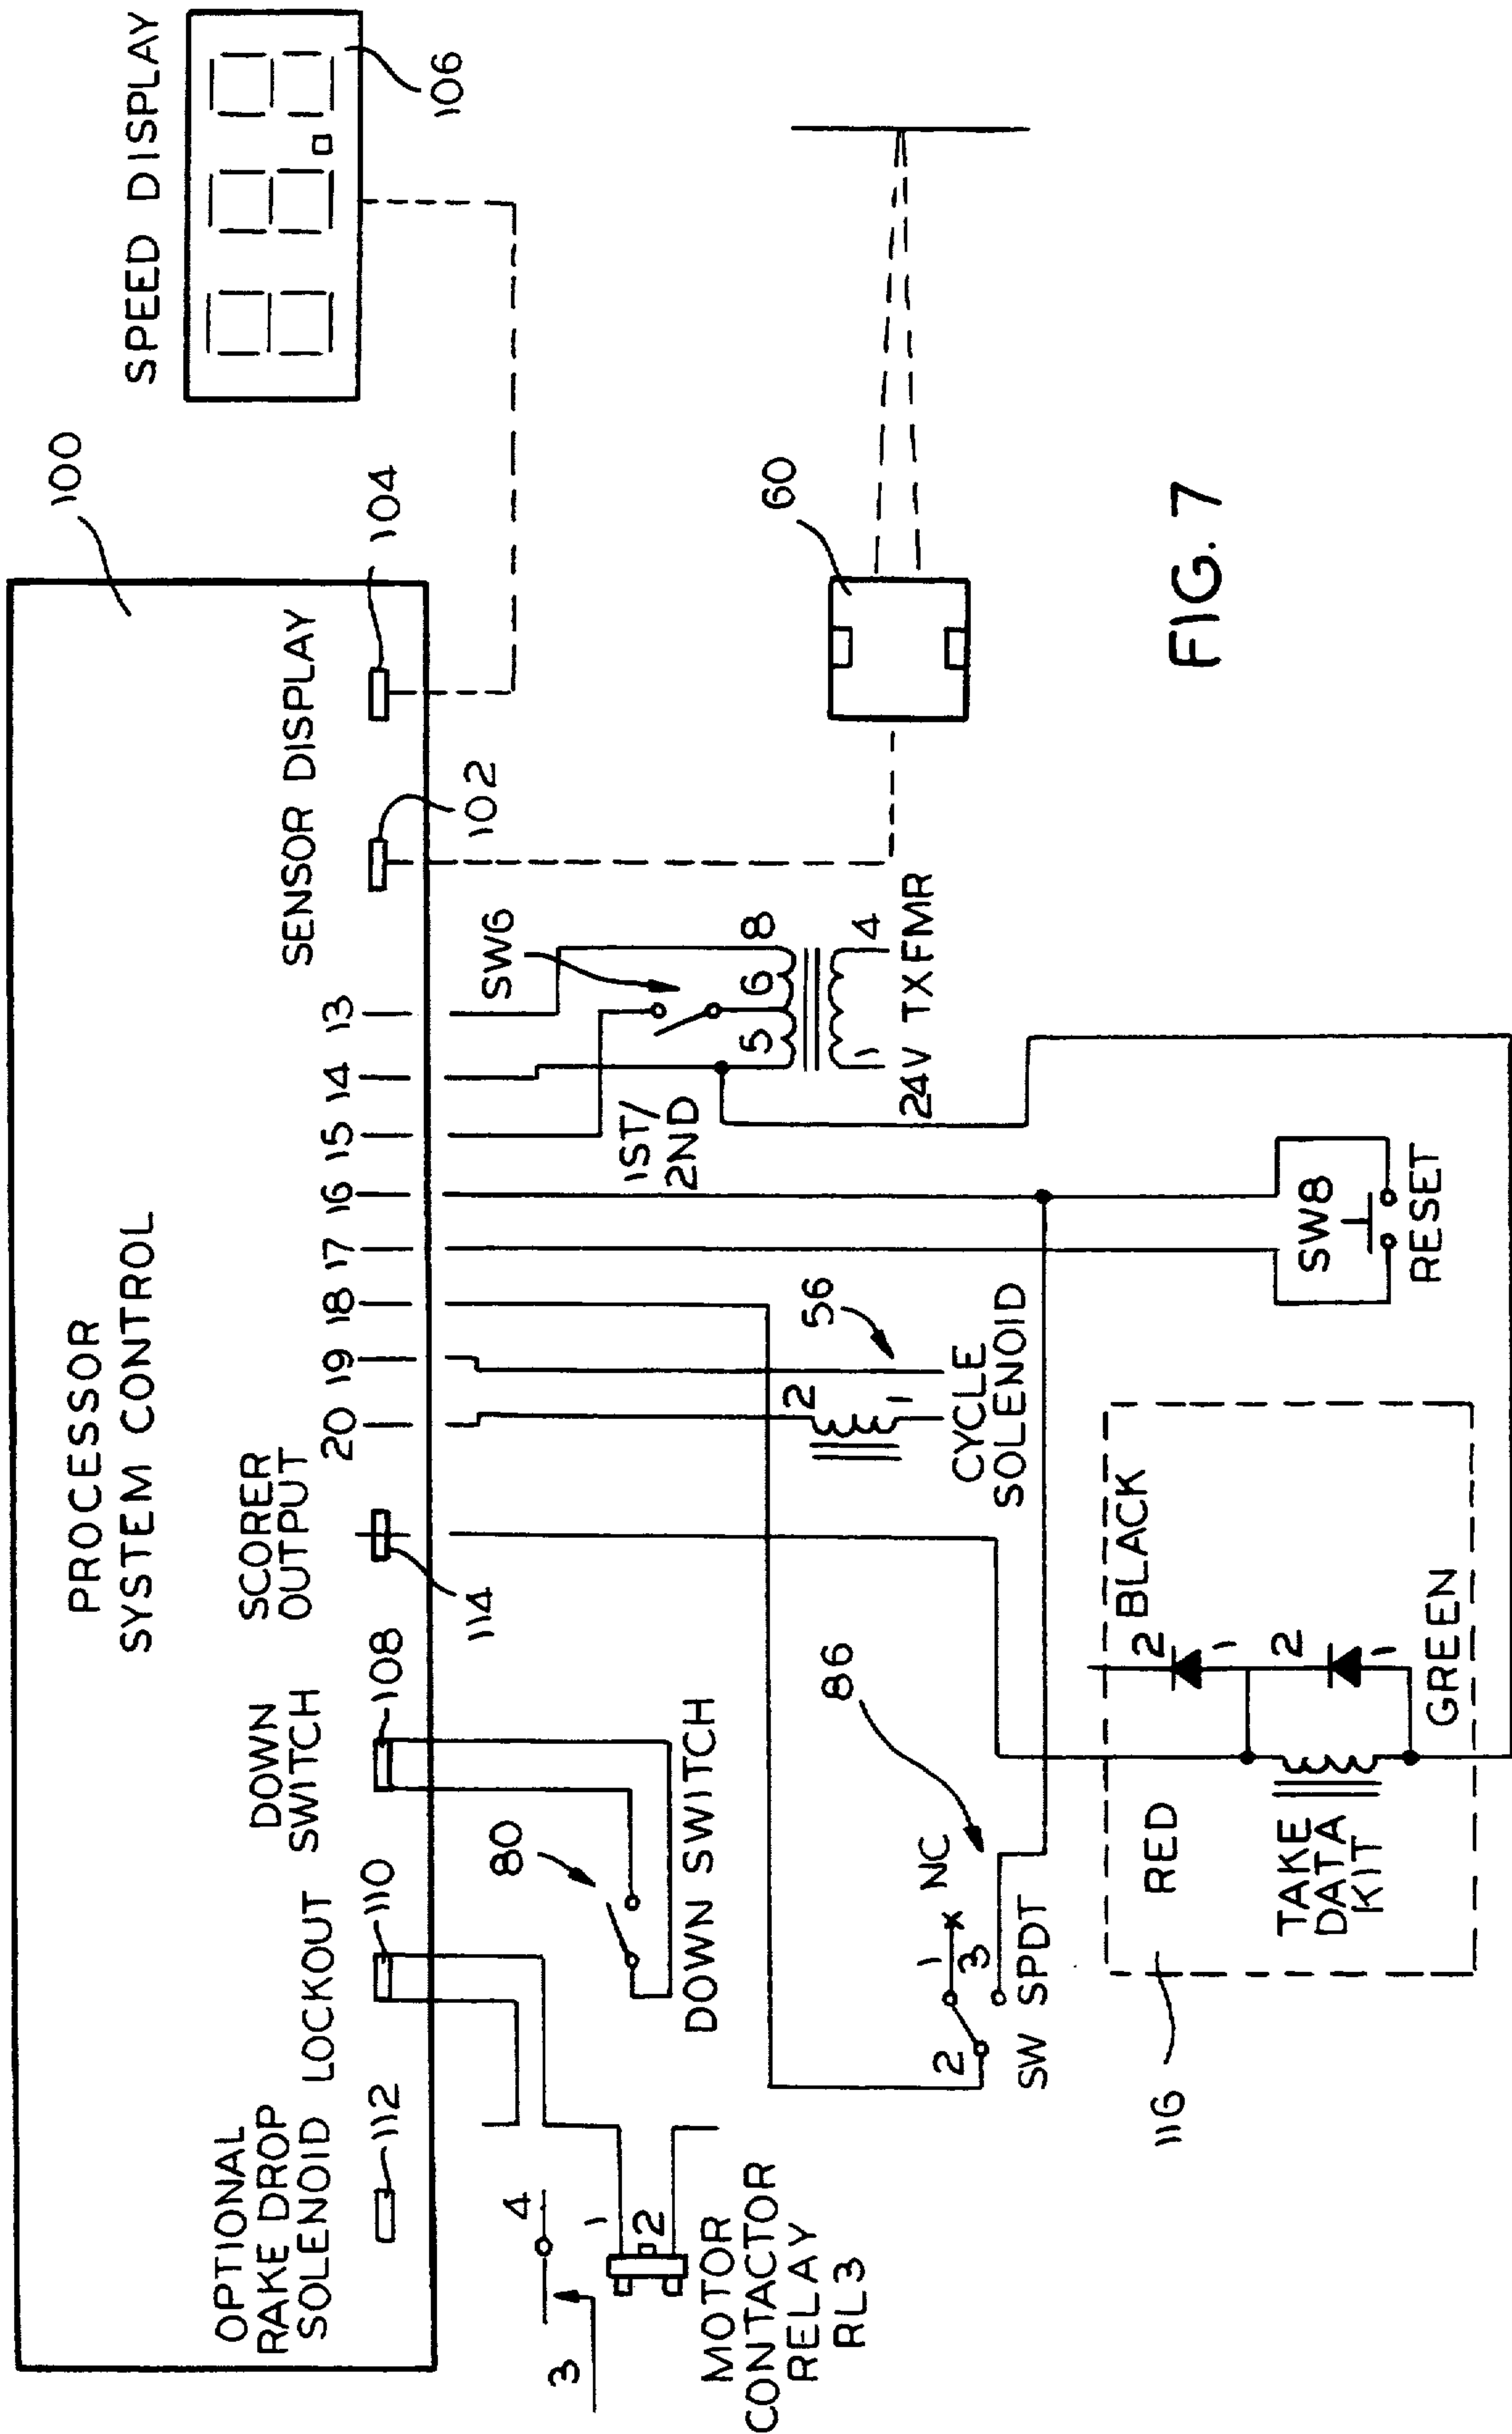 PROCESSOR
SYSTEM CONTROL
100
SPEED DISPLAY
106
OPTIONAL
RAKE DROP
SOLENOID
112
LOCKOUT
110
DOWN
SWITCH
108
SCORER
OUTPUT
114
20
19
18
17
16
15
14
13
SENSOR
102
DISPLAY
104
3
4
1
2
MOTOR
CONTACTOR
RELAY
RL3
80
DOWN SWITCH
86
1
NC
2
3
SW SPDT
56
2
1
CYCLE
SOLENOID
1ST/
2ND
SW6
5
6
8
1
4
24V TXFMR
60
SW8
RESET
116
RED
BLACK
2
1
2
1
GREEN
TAKE
DATA
KIT
FIG. 7